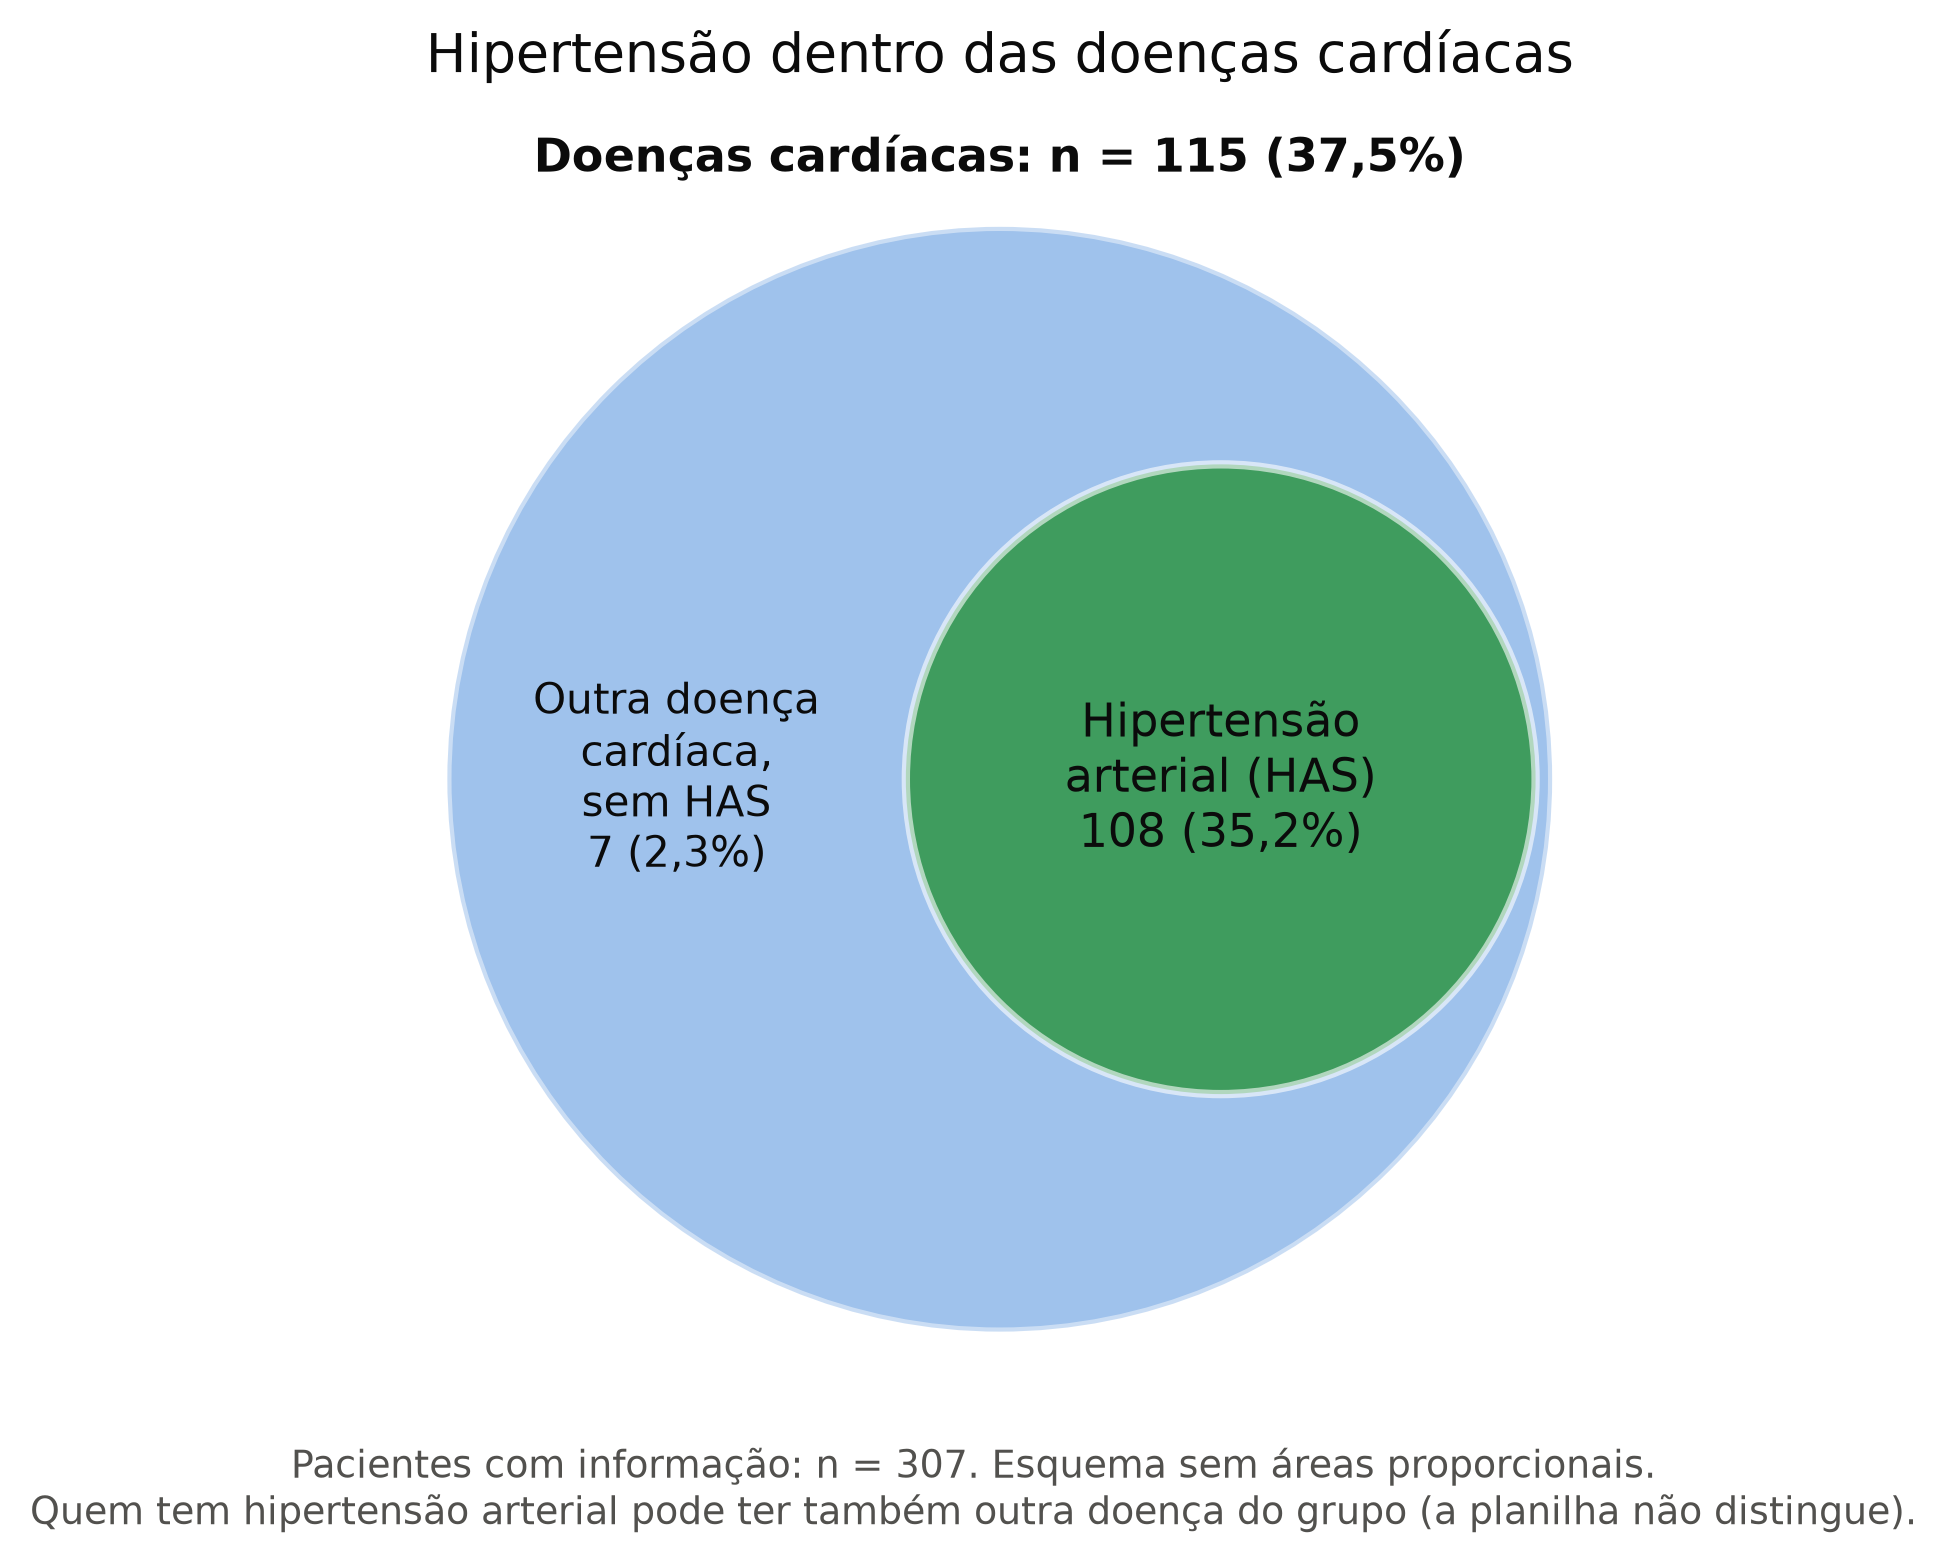 Hipertensão dentro das doenças cardíacas
Doenças cardíacas: n = 115 (37,5%)
Outra doença
cardíaca,
sem HAS
7 (2,3%)
Hipertensão
arterial (HAS)
108 (35,2%)
Pacientes com informação: n = 307. Esquema sem áreas proporcionais.
Quem tem hipertensão arterial pode ter também outra doença do grupo (a planilha não distingue).